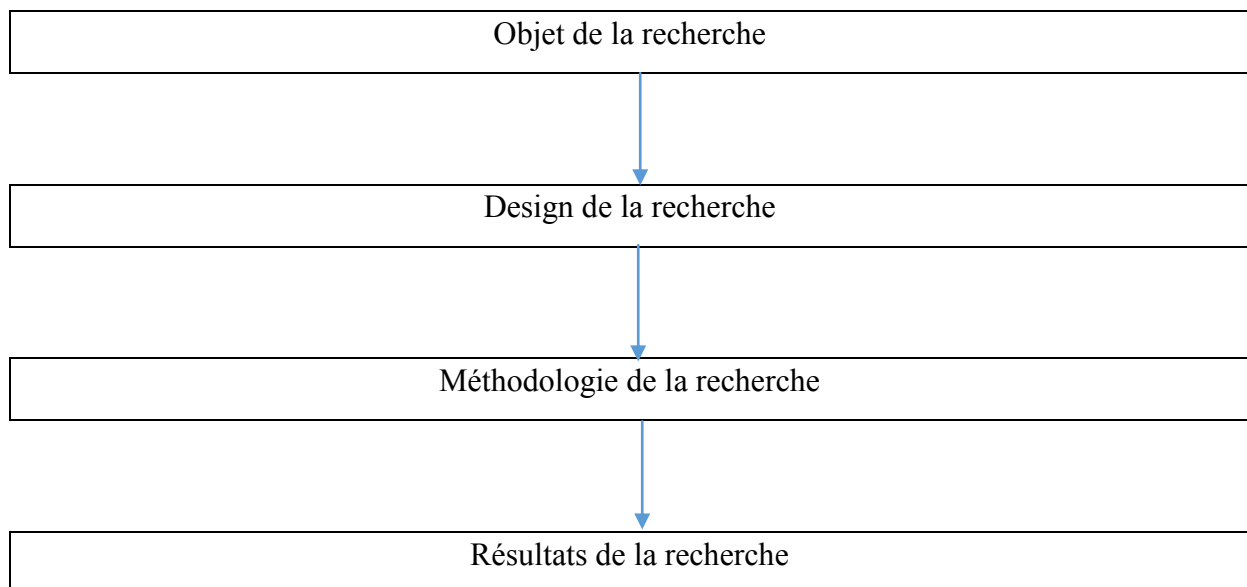 Objet de la recherche
Design de la recherche
Méthodologie de la recherche
Résultats de la recherche